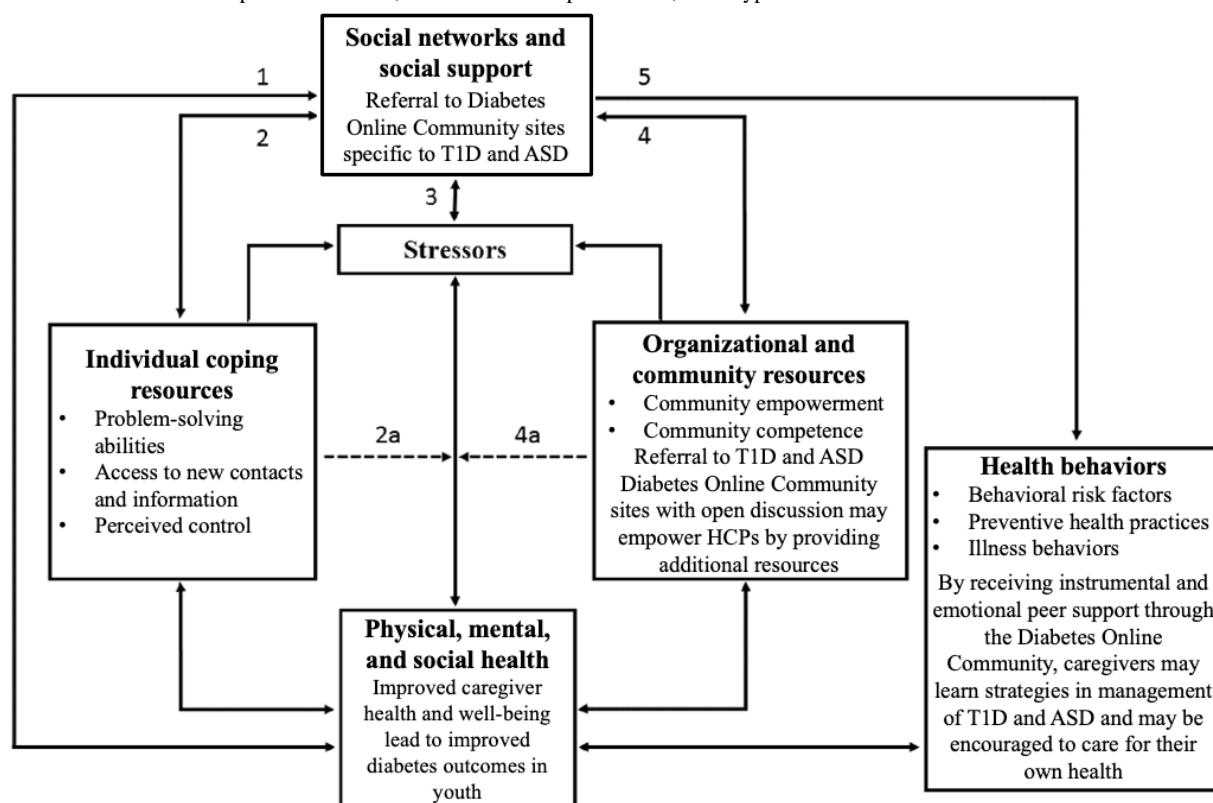 Social networks and
social support
Referral to Diabetes
Online Community sites
specific to T1D and ASD
1
2
3
4
5
Stressors
Individual coping
resources
• Problem-solving
abilities
• Access to new contacts
and information
• Perceived control
2a
4a
Organizational and
community resources
• Community empowerment
• Community competence
Referral to T1D and ASD
Diabetes Online Community
sites with open discussion may
empower HCPs by providing
additional resources
Health behaviors
• Behavioral risk factors
• Preventive health practices
• Illness behaviors
By receiving instrumental and
emotional peer support through
the Diabetes Online
Community, caregivers may
learn strategies in management
of T1D and ASD and may be
encouraged to care for their
own health
Physical, mental,
and social health
Improved caregiver
health and well-being
lead to improved
diabetes outcomes in
youth